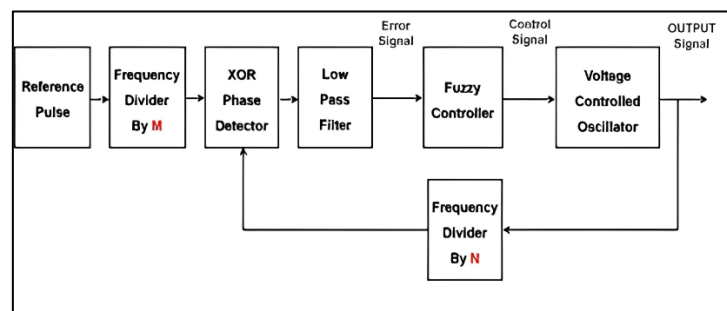 Error
Signal
Control
Signal
OUTPUT
Signal
Reference
Pulse
Frequency
Divider
By M
XOR
Phase
Detector
Low
Pass
Filter
Fuzzy
Controller
Voltage
Controlled
Oscillator
Frequency
Divider
By N